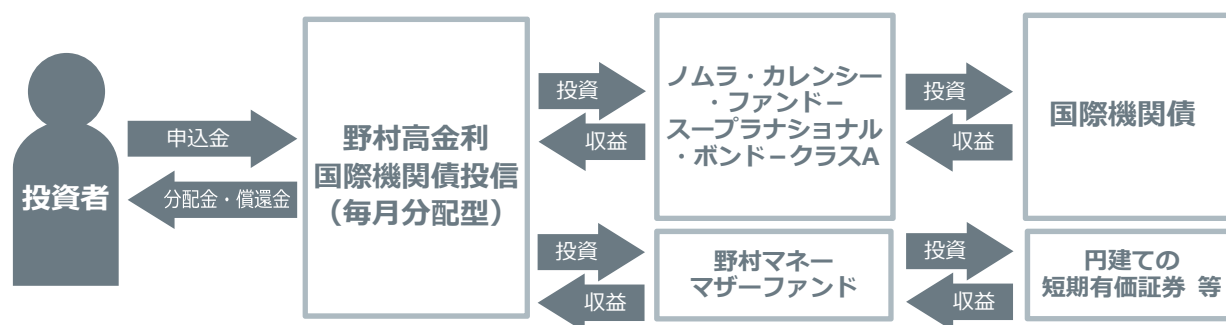 投資者
申込金
分配金・償還金
野村高金利
国際機関債投信
（毎月分配型）
投資
収益
ノムラ・カレンシー
・ファンド－
スープラナショナル
・ボンド－クラスA
投資
収益
国際機関債
投資
収益
野村マネー
マザーファンド
投資
収益
円建ての
短期有価証券 等